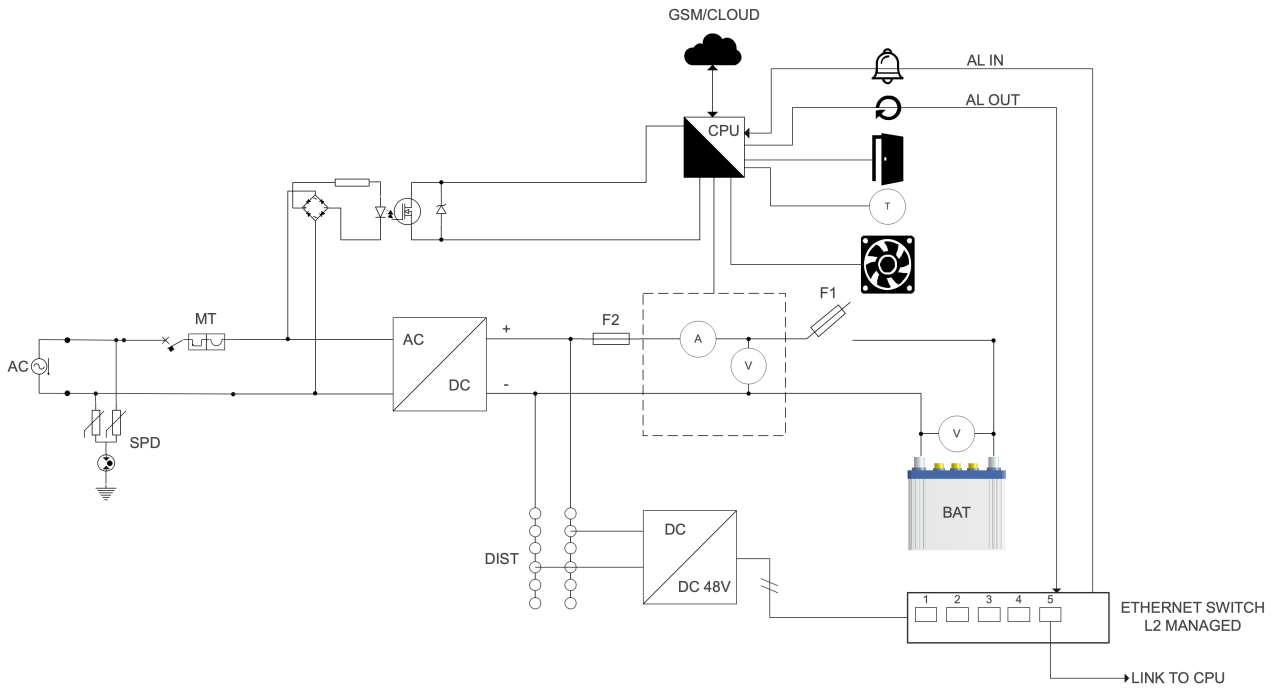 GSM/CLOUD
AL IN
AL OUT
CPU
T
F1
MT
F2
+
AC
AC
A
V
DC
-
SPD
V
BAT
DC
DIST
DC 48V
1 2 3 4 5
ETHERNET SWITCH
L2 MANAGED
LINK TO CPU